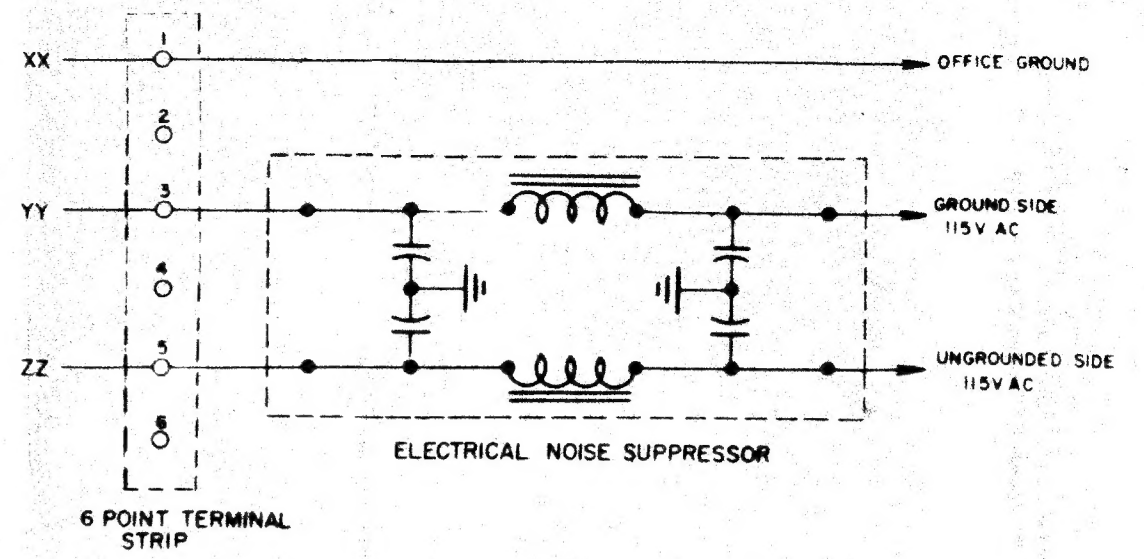 1
XX
OFFICE GROUND
2
3
YY
GROUND SIDE
115V AC
4
5
ZZ
UNGROUNDED SIDE
115V AC
6
ELECTRICAL NOISE SUPPRESSOR
6 POINT TERMINAL
STRIP